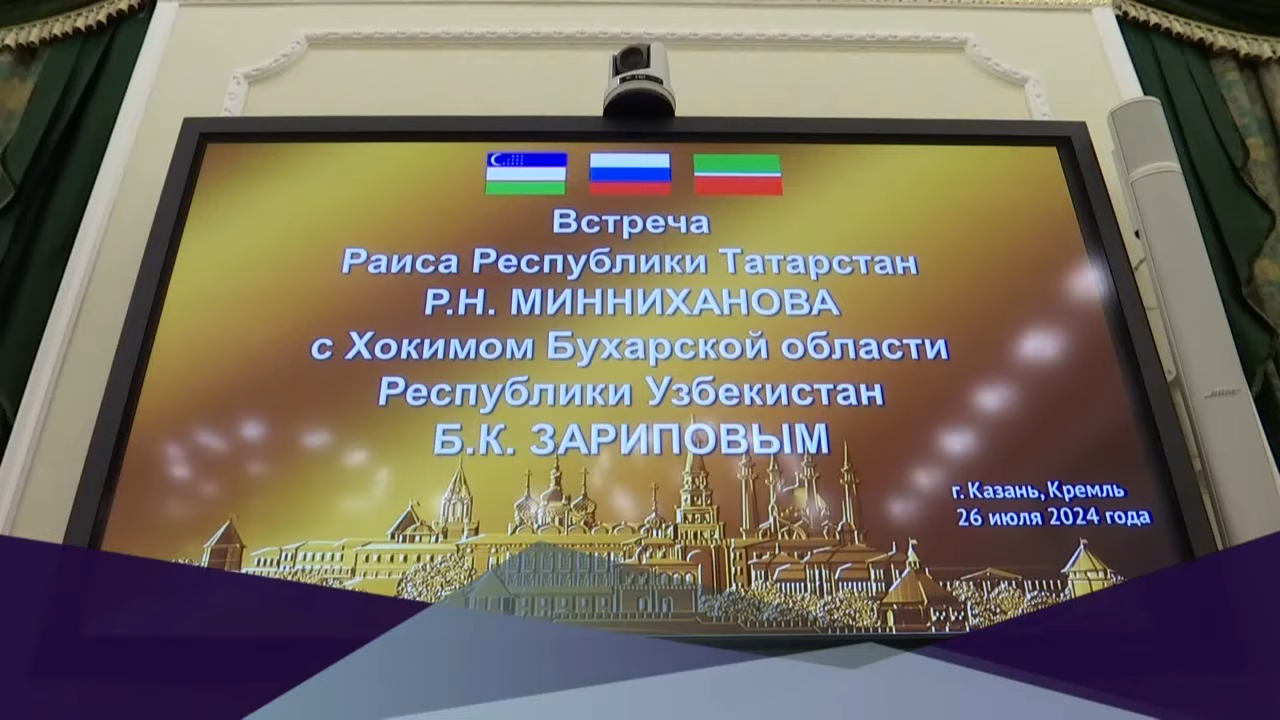 Встреча
Раиса Республики Татарстан
Р.Н. МИННИХАНОВА
с Хокимом Бухарской области
Республики Узбекистан
Б.К. ЗАРИПОВЫМ
г. Казань, Кремль
26 июля 2024 года